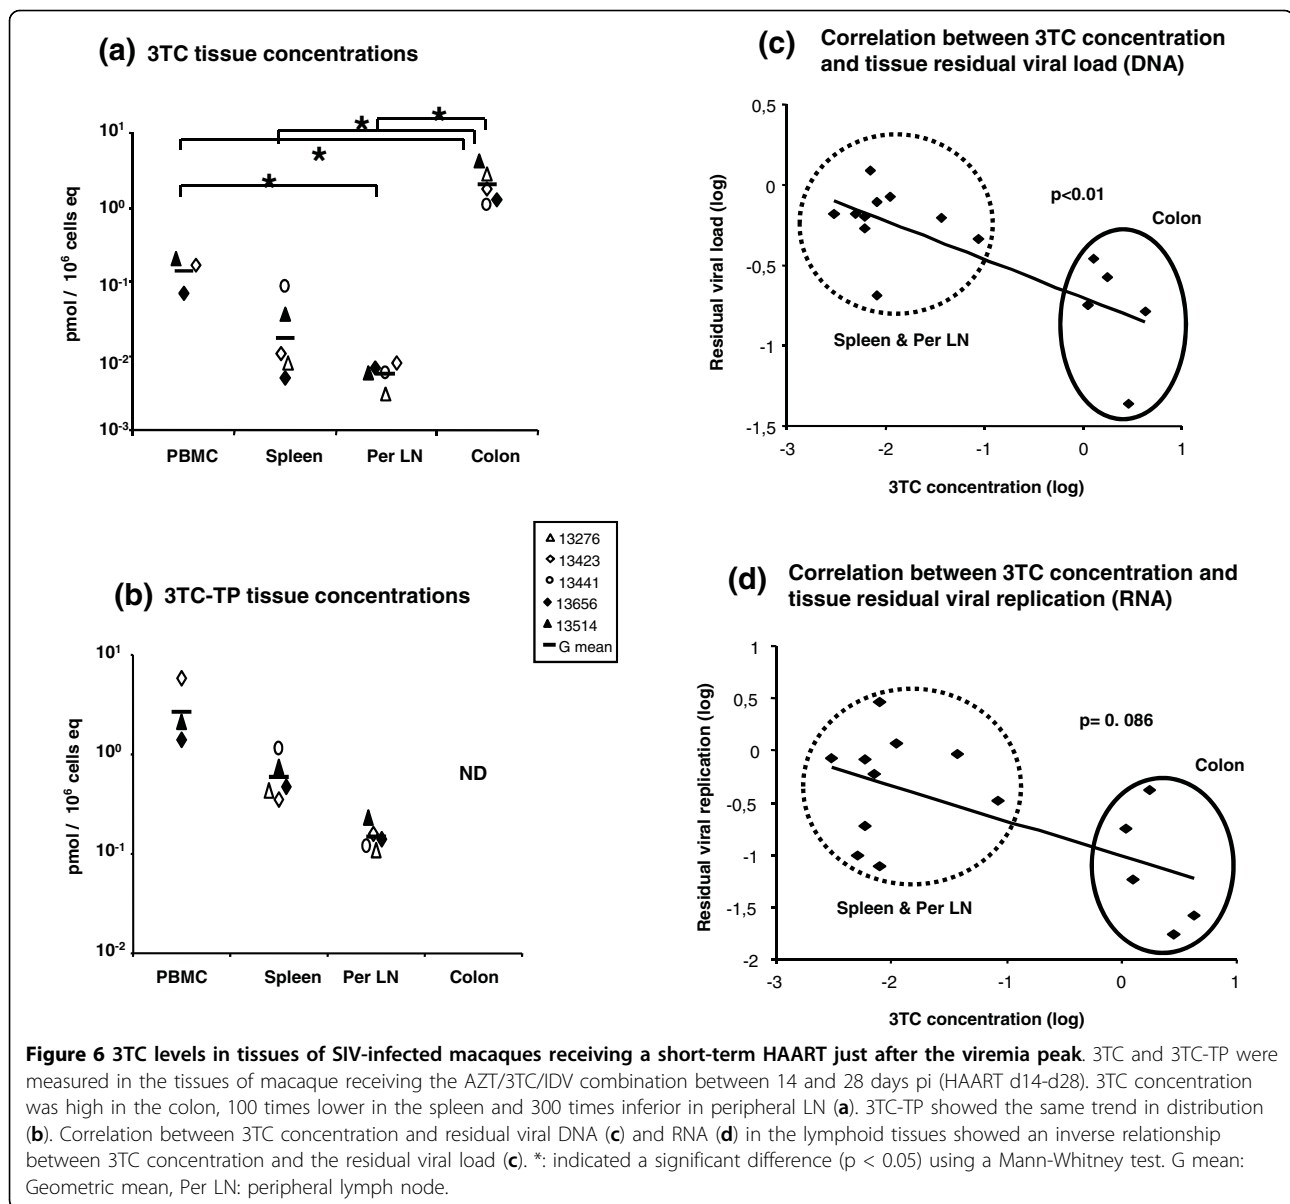 (a) 3TC tissue concentrations
10¹
10⁰
10⁻¹
10⁻²
10⁻³
pmol / 10⁶ cells eq
*
*
*
*
PBMC Spleen Per LN Colon
(b) 3TC-TP tissue concentrations
10¹
10⁰
10⁻¹
10⁻²
pmol / 10⁶ cells eq
ND
PBMC Spleen Per LN Colon
13276
13423
13441
13656
13514
G mean
(c) Correlation between 3TC concentration
and tissue residual viral load (DNA)
0,5
0
-0,5
-1
-1,5
Residual viral load (log)
p<0.01
Colon
Spleen & Per LN
-3 -2 -1 0 1
3TC concentration (log)
(d) Correlation between 3TC concentration and
tissue residual viral replication (RNA)
1
0,5
0
-0,5
-1
-1,5
-2
Residual viral replication (log)
p= 0. 086
Colon
Spleen & Per LN
-3 -2 -1 0 1
3TC concentration (log)
Figure 6 3TC levels in tissues of SIV-infected macaques receiving a short-term HAART just after the viremia peak. 3TC and 3TC-TP were
measured in the tissues of macaque receiving the AZT/3TC/IDV combination between 14 and 28 days pi (HAART d14-d28). 3TC concentration
was high in the colon, 100 times lower in the spleen and 300 times inferior in peripheral LN (a). 3TC-TP showed the same trend in distribution
(b). Correlation between 3TC concentration and residual viral DNA (c) and RNA (d) in the lymphoid tissues showed an inverse relationship
between 3TC concentration and the residual viral load (c). *: indicated a significant difference (p < 0.05) using a Mann-Whitney test. G mean:
Geometric mean, Per LN: peripheral lymph node.